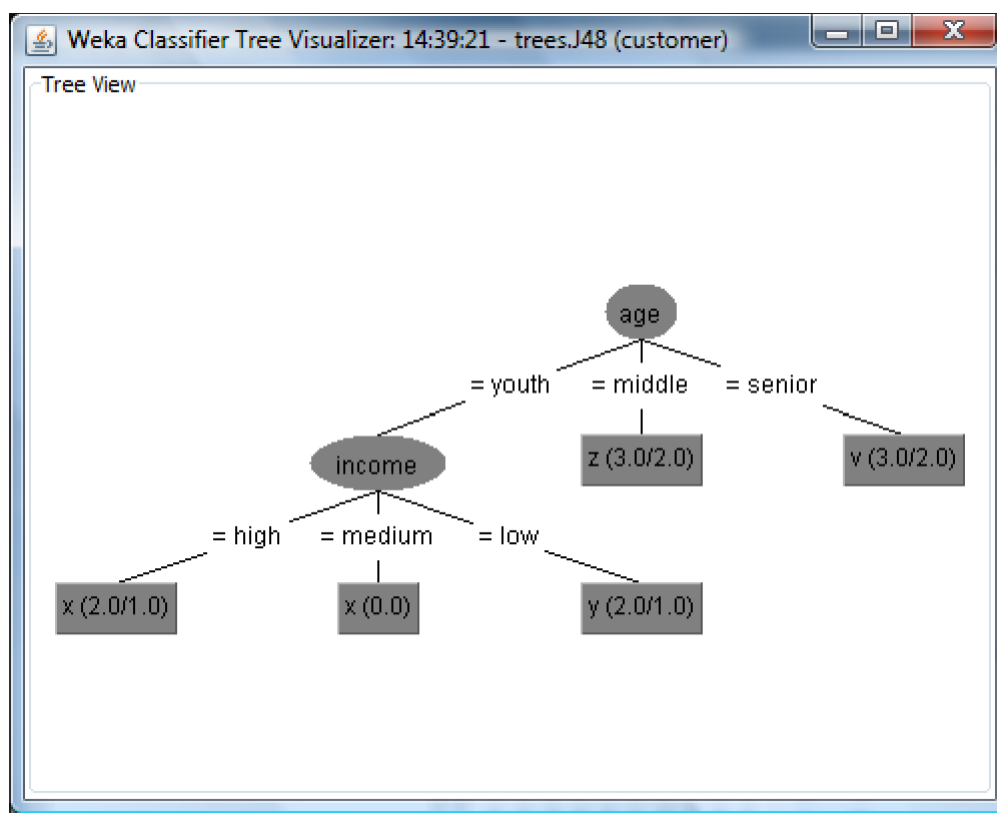 Weka Classifier Tree Visualizer: 14:39:21 - trees.J48 (customer)
Tree View
age
= youth = middle = senior
income z (3.0/2.0) v (3.0/2.0)
= high = medium = low
x (2.0/1.0) x (0.0) y (2.0/1.0)